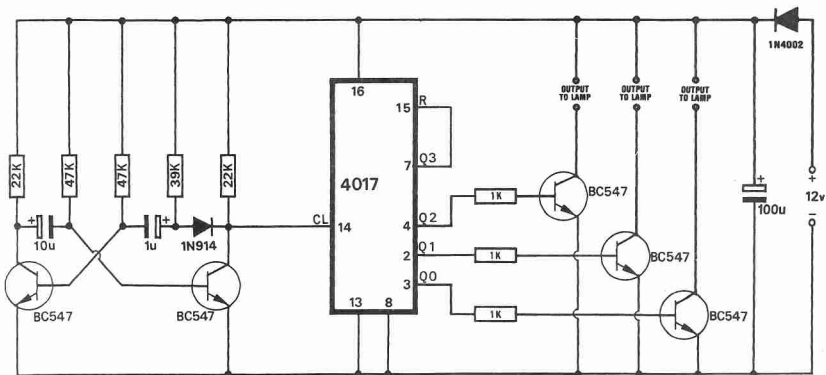 1N4002
16
15 R
OUTPUT
TO LAMP
OUTPUT
TO LAMP
OUTPUT
TO LAMP
22K
47K
47K
39K
22K
7 Q3
4017
1K
BC547
+
12v
−
+
100u
+
10u
+
1u
1N914
CL
14
4 Q2
2 Q1
1K
BC547
3 Q0
1K
BC547
BC547
BC547
13
8